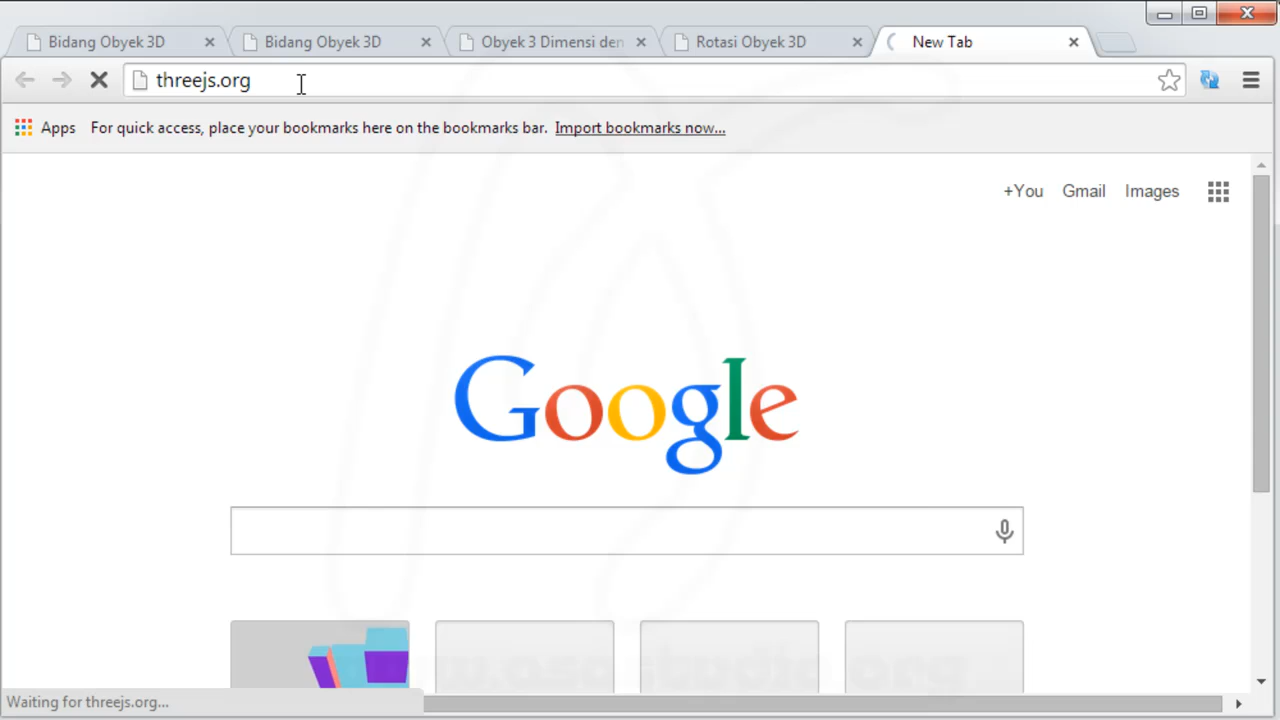 Bidang Obyek 3D
Bidang Obyek 3D
Obyek 3 Dimensi den
Rotasi Obyek 3D
New Tab
threejs.org
Apps
For quick access, place your bookmarks here on the bookmarks bar. Import bookmarks now...
+You
Gmail
Images
Google
Waiting for threejs.org...